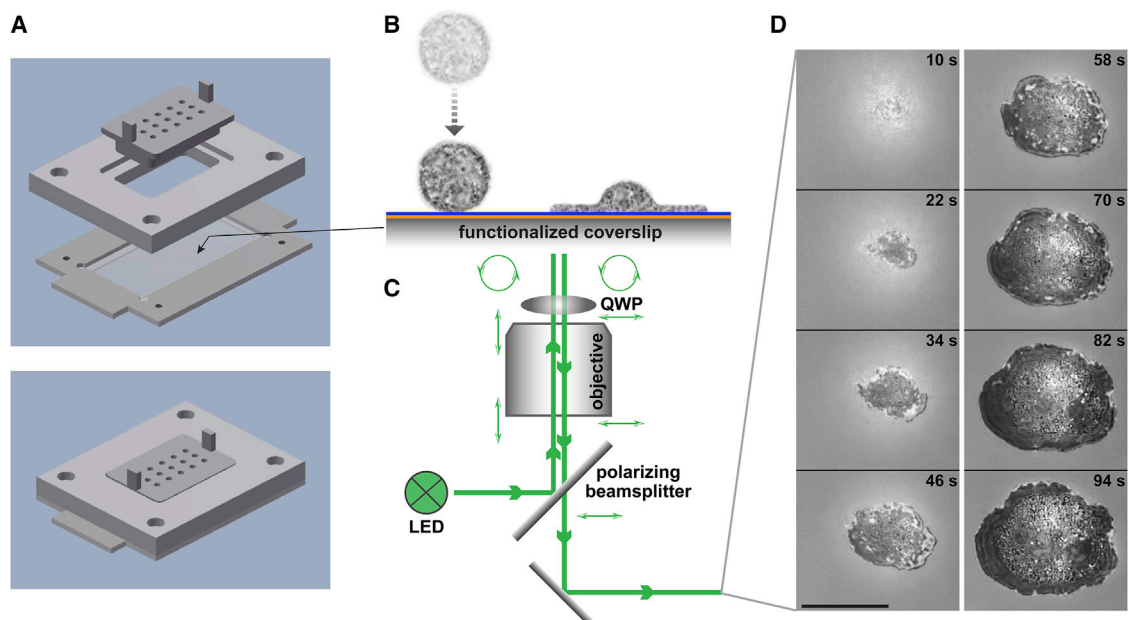 A
B
D
10 s
58 s
22 s
70 s
functionalized coverslip
C
QWP
objective
34 s
82 s
polarizing
beamsplitter
LED
46 s
94 s